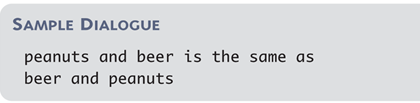 SAMPLE DIALOGUE
peanuts and beer is the same as
beer and peanuts